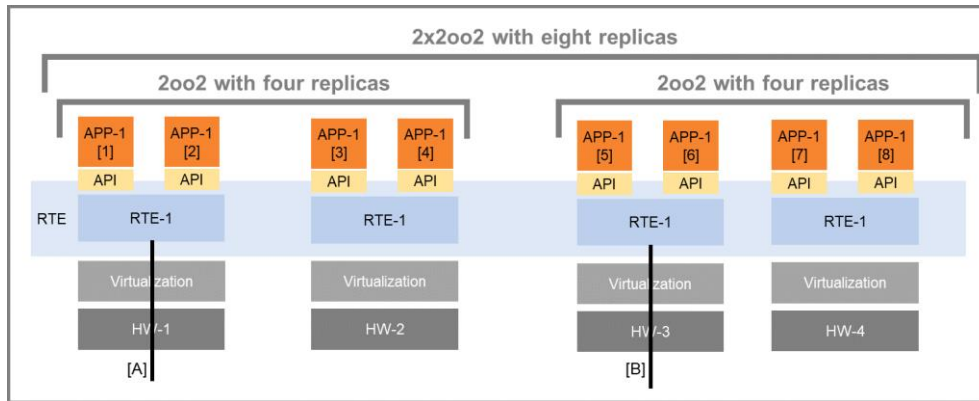 2x2oo2 with eight replicas
2oo2 with four replicas
2oo2 with four replicas
APP-1
[1]
APP-1
[2]
APP-1
[3]
APP-1
[4]
APP-1
[5]
APP-1
[6]
APP-1
[7]
APP-1
[8]
API
API
API
API
API
API
API
API
RTE
RTE-1
RTE-1
RTE-1
RTE-1
Virtualization
Virtualization
Virtualization
Virtualization
HW-1
HW-2
HW-3
HW-4
[A]
[B]